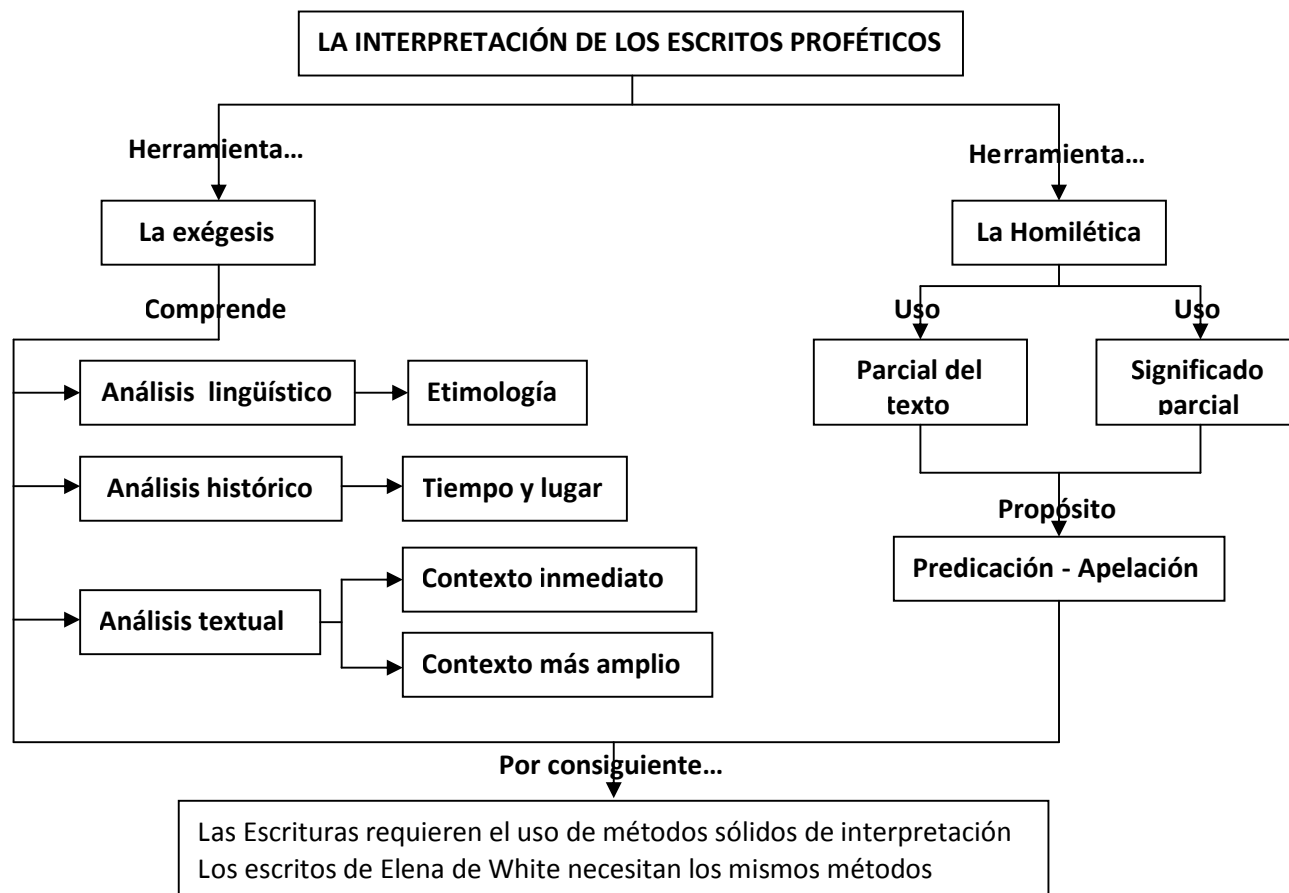 LA INTERPRETACIÓN DE LOS ESCRITOS PROFÉTICOS
Herramienta...
Herramienta...
La exégesis
La Homilética
Comprende
Uso
Uso
Análisis lingüístico
Etimología
Parcial del
texto
Significado
parcial
Análisis histórico
Tiempo y lugar
Propósito
Predicación - Apelación
Contexto inmediato
Análisis textual
Contexto más amplio
Por consiguiente...
Las Escrituras requieren el uso de métodos sólidos de interpretación
Los escritos de Elena de White necesitan los mismos métodos